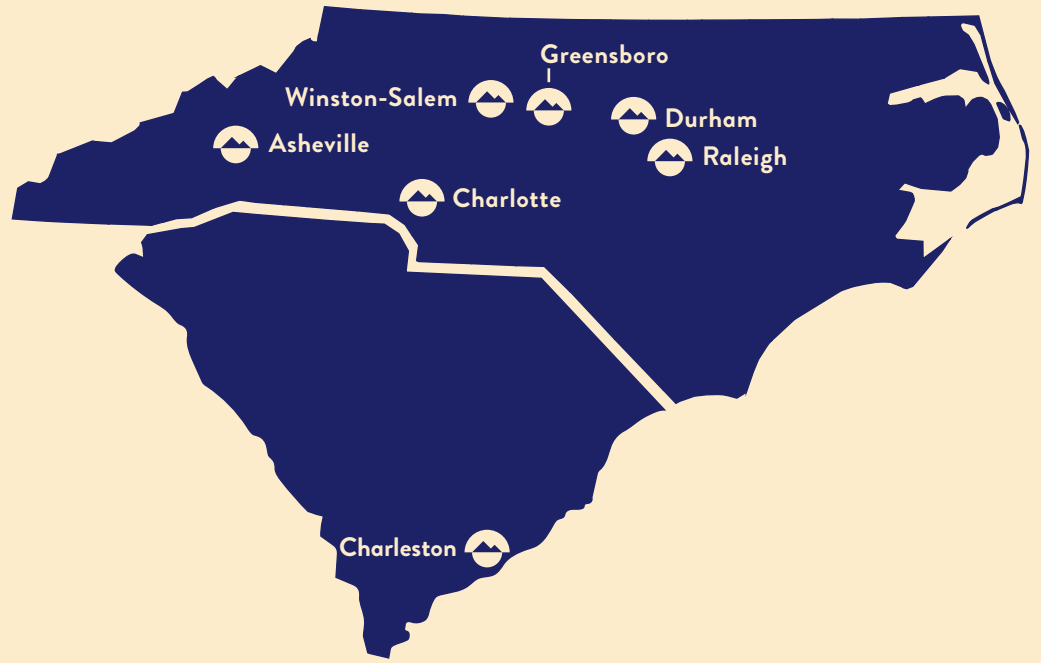 Greensboro
Winston-Salem
Durham
Asheville
Raleigh
Charlotte
Charleston